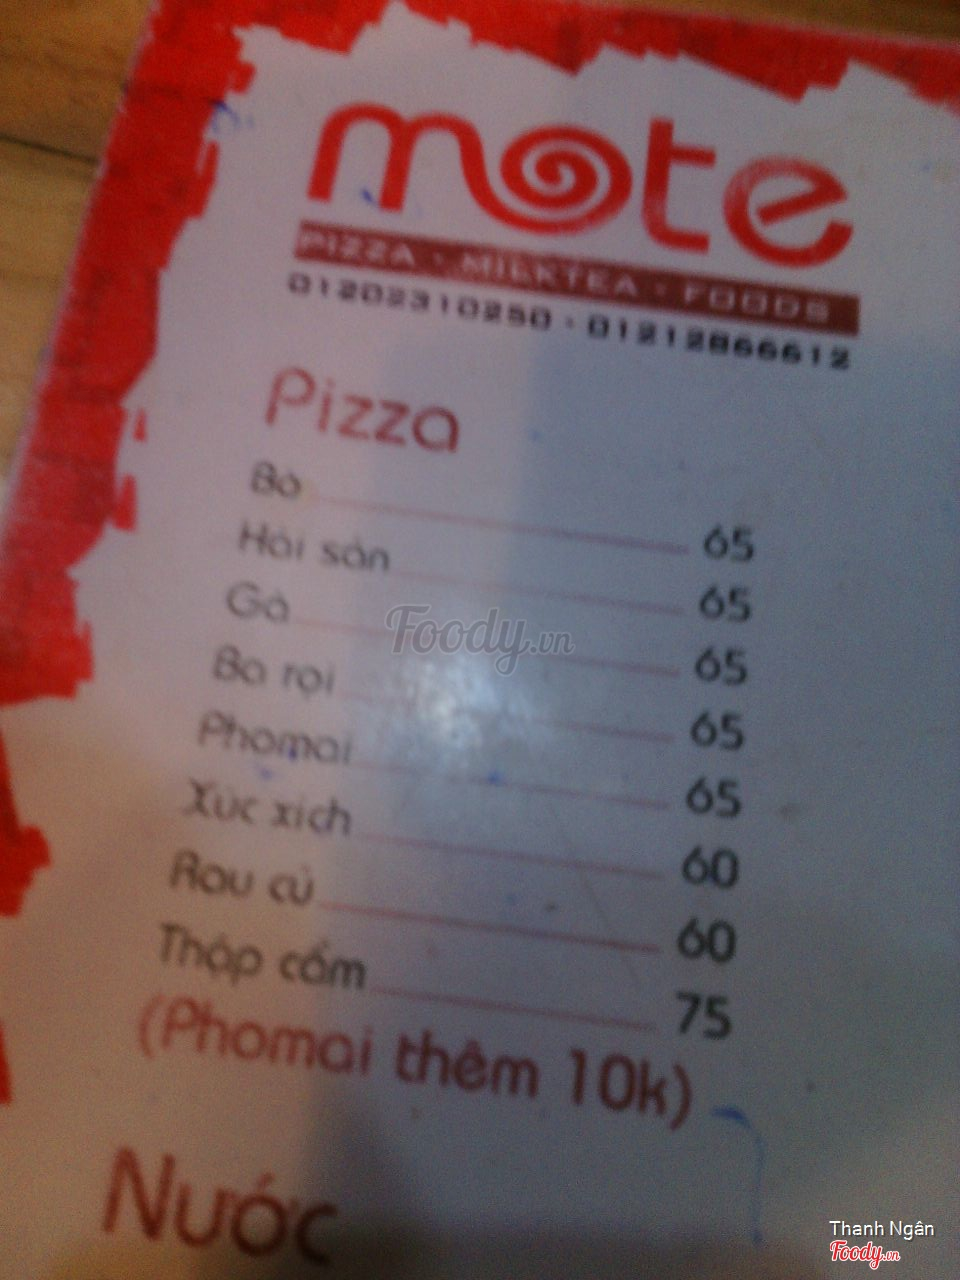 mote
PIZZA · MILKTEA · FOODS
01202310250 · 01212866612
Pizza
Bò 65
Hải sản 65
Gà 65
Ba rọi 65
Phomai 65
Xúc xích 60
Rau củ 60
Thập cẩm 75
(Phomai thêm 10k)
Nước
Foody.vn
Thanh Ngân
Foody.vn